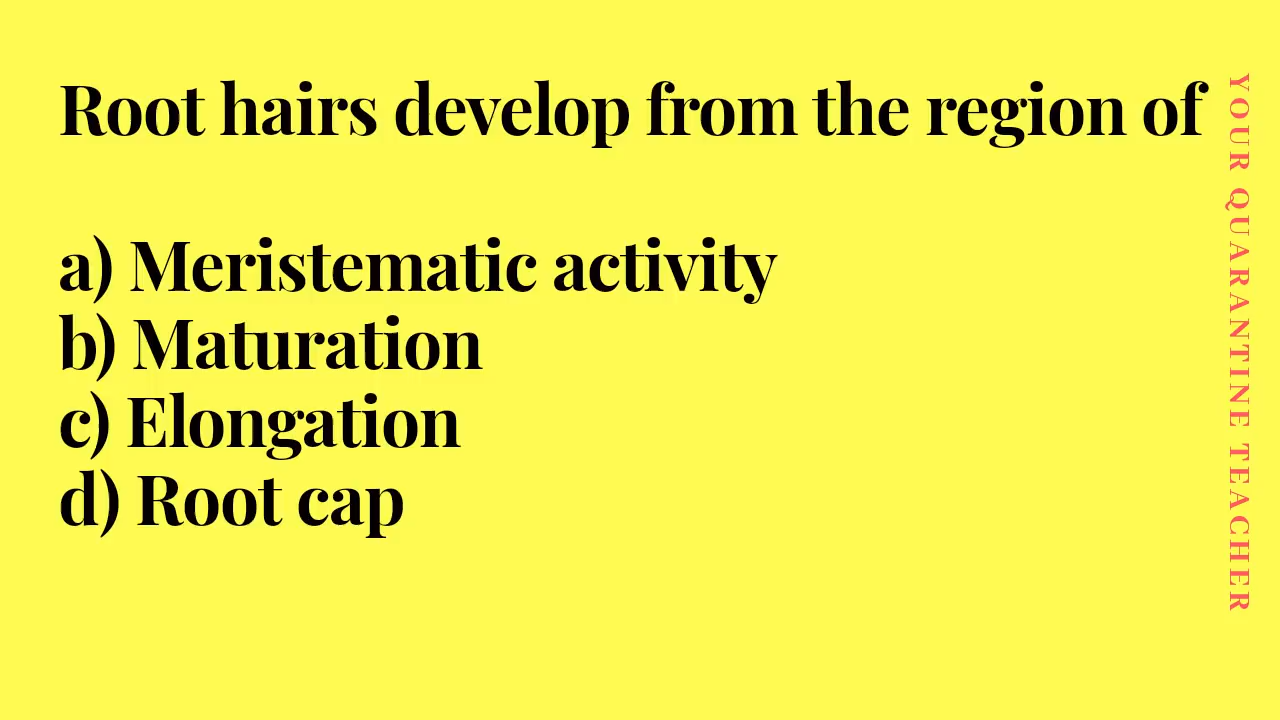 Root hairs develop from the region of
a) Meristematic activity
b) Maturation
c) Elongation
d) Root cap
YOUR QUARANTINE TEACHER